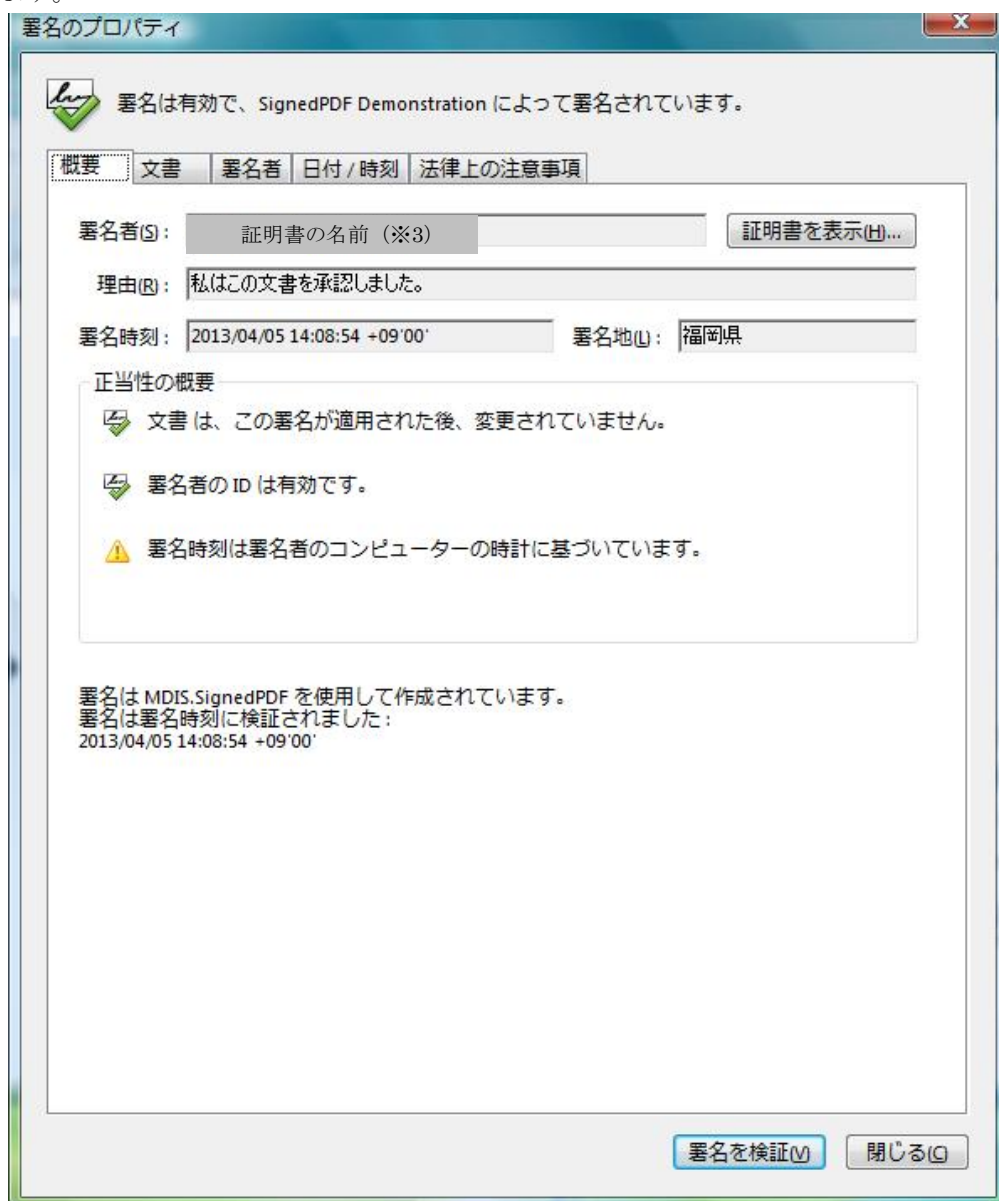 署名のプロパティ
署名は有効で、SignedPDF Demonstration によって署名されています。
概要 文書 署名者 日付 / 時刻 法律上の注意事項
署名者(S): 証明書の名前（※3） 証明書を表示(H)...
理由(R): 私はこの文書を承認しました。
署名時刻: 2013/04/05 14:08:54 +09'00' 署名地(L): 福岡県
正当性の概要
文書 は、この署名が適用された後、変更されていません。
署名者の ID は有効です。
署名時刻は署名者のコンピューターの時計に基づいています。
署名は MDIS.SignedPDF を使用して作成されています。
署名は署名時刻に検証されました:
2013/04/05 14:08:54 +09'00'
署名を検証(V) 閉じる(C)